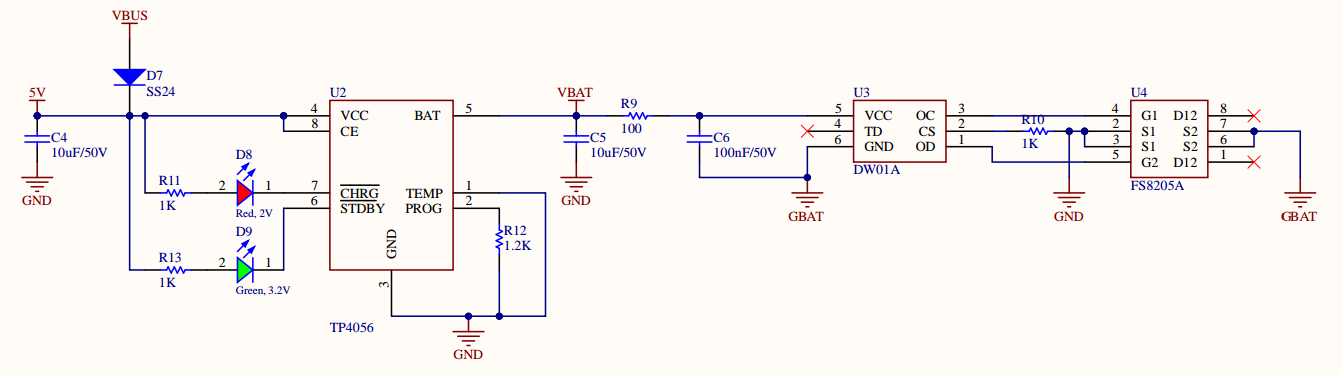 VBUS
D7
SS24
5V
C4
10uF/50V
GND
R11
1K
D8
2
1
Red, 2V
R13
1K
D9
2
1
Green, 3.2V
U2
4
8
7
6
VCC
CE
CHRG
STDBY
BAT
TEMP
PROG
GND
5
1
2
3
TP4056
R12
1.2K
GND
VBAT
C5
10uF/50V
GND
R9
100
C6
100nF/50V
GBAT
U3
5
4
6
VCC
TD
GND
OC
CS
OD
3
2
1
DW01A
R10
1K
GND
U4
4
2
3
5
G1
S1
S1
G2
D12
S2
S2
D12
8
7
6
1
FS8205A
GBAT